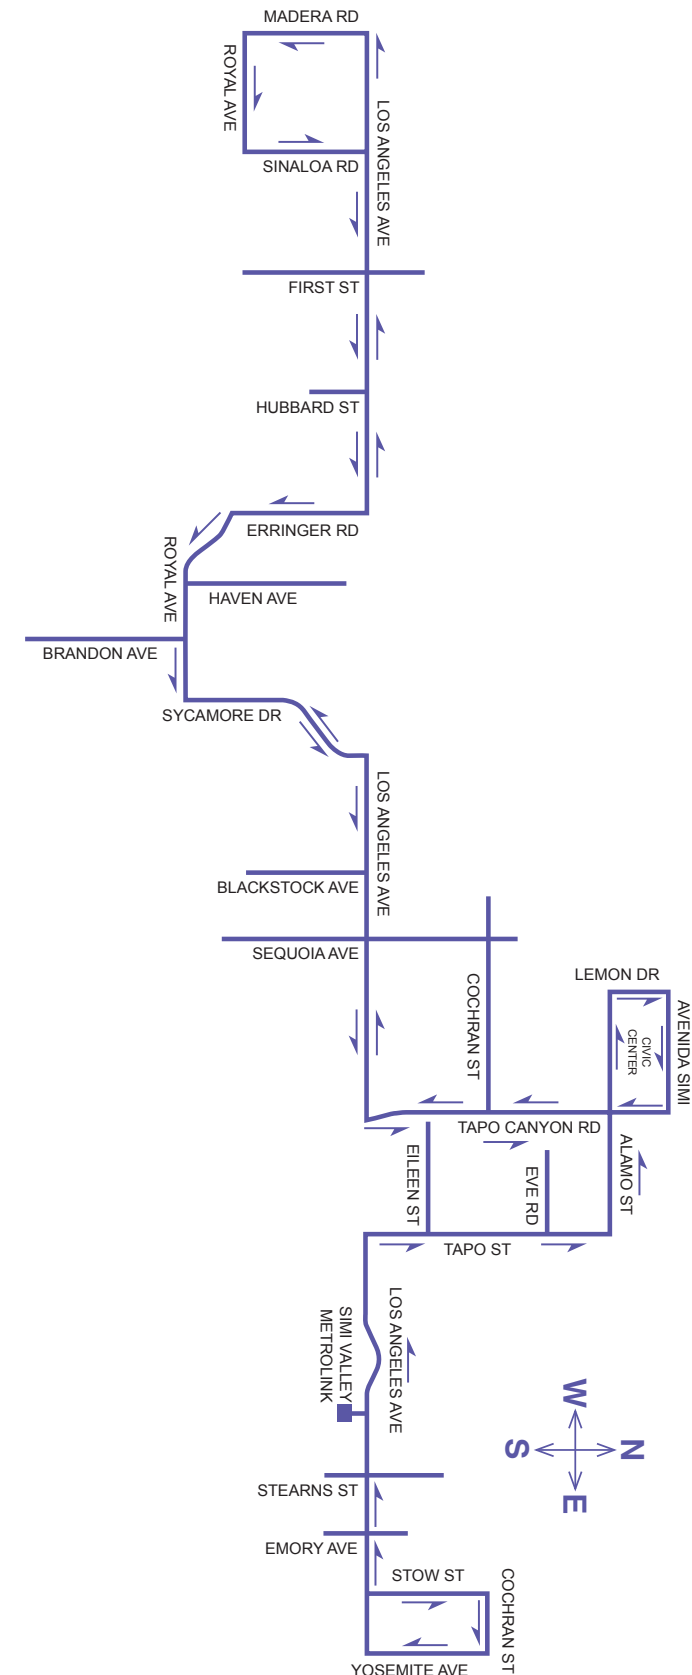 MADERA RD
ROYAL AVE
LOS ANGELES AVE
SINALOA RD
FIRST ST
HUBBARD ST
ERRINGER RD
ROYAL AVE
HAVEN AVE
BRANDON AVE
SYCAMORE DR
LOS ANGELES AVE
BLACKSTOCK AVE
SEQUOIA AVE
COCHRAN ST
LEMON DR
AVENIDA SIMI
CIVIC
CENTER
TAPO CANYON RD
EILEEN ST
EVE RD
ALAMO ST
TAPO ST
LOS ANGELES AVE
SIMI VALLEY
METROLINK
W
N
S
E
STEARNS ST
EMORY AVE
STOW ST
COCHRAN ST
YOSEMITE AVE